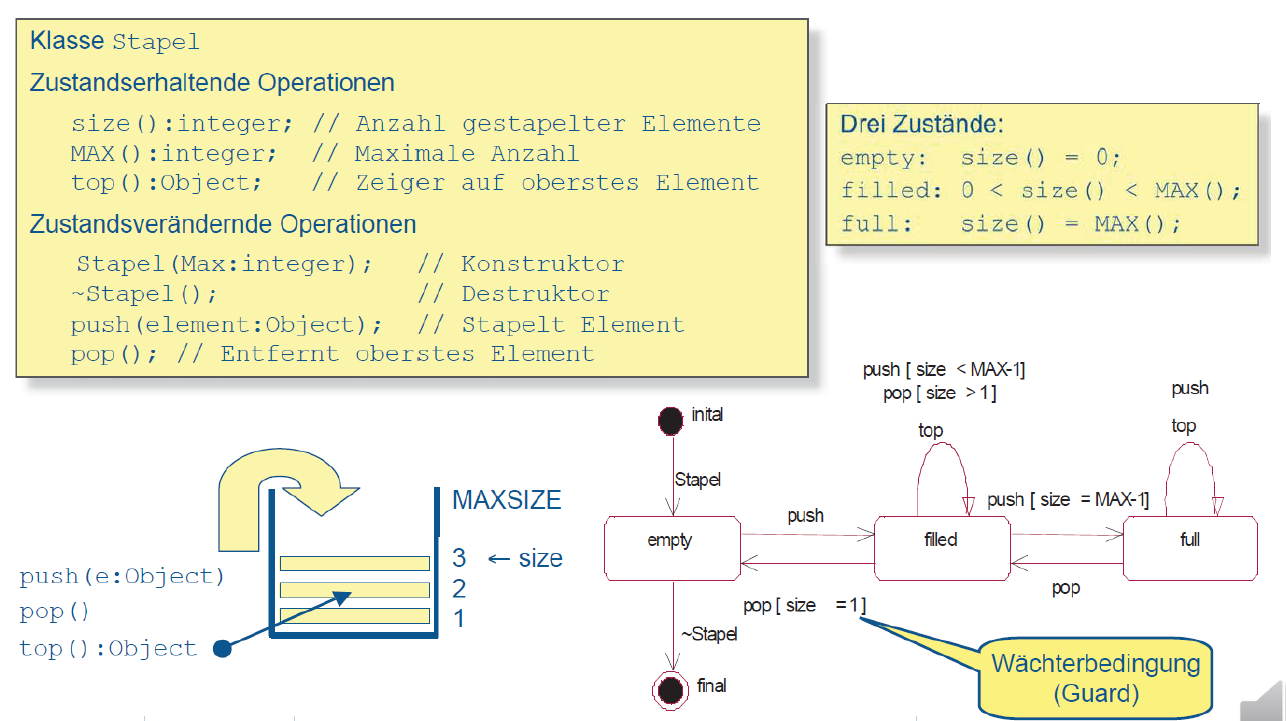 Klasse Stapel
Zustandserhaltende Operationen
size():integer; // Anzahl gestapelter Elemente
MAX():integer; // Maximale Anzahl
top():Object; // Zeiger auf oberstes Element
Zustandsverändernde Operationen
Stapel(Max:integer); // Konstruktor
~Stapel(); // Destruktor
push(element:Object); // Stapelt Element
pop(); // Entfernt oberstes Element
Drei Zustände:
empty: size() = 0;
filled: 0 < size() < MAX();
full: size() = MAX();
MAXSIZE
3 ← size
2
1
push(e:Object)
pop()
top():Object
inital
Stapel
empty
push
pop [ size = 1 ]
~Stapel
final
push [ size < MAX-1]
pop [ size > 1 ]
top
filled
push [ size = MAX-1]
pop
push
top
full
Wächterbedingung
(Guard)